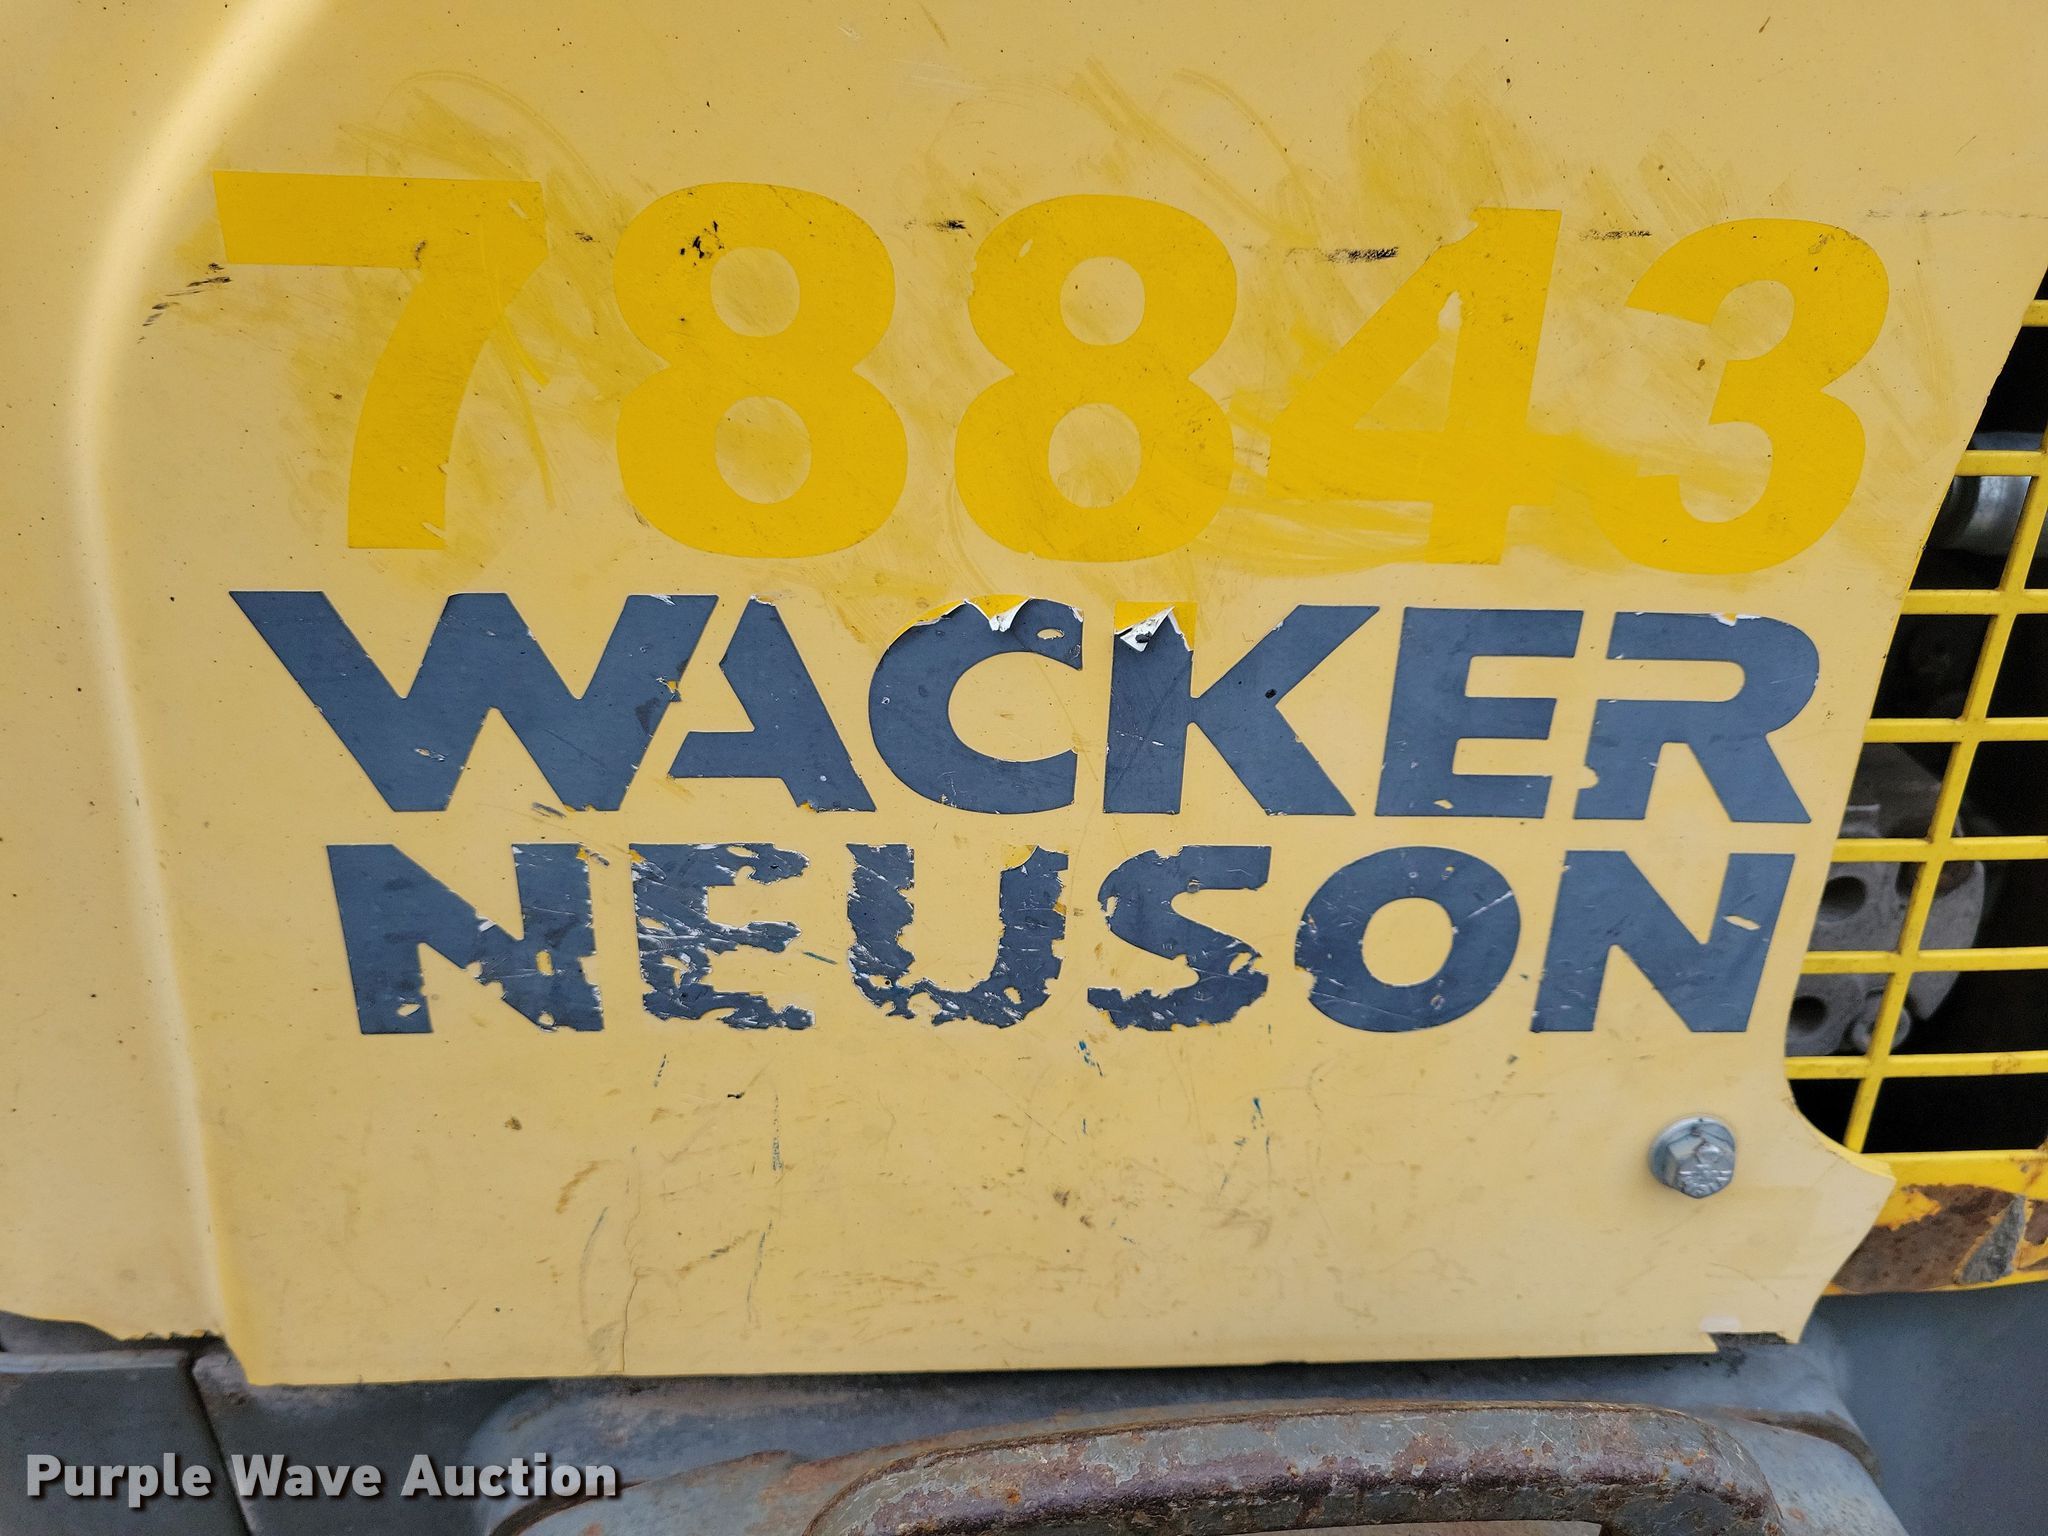 78843
WACKER
NEUSON
Purple Wave Auction